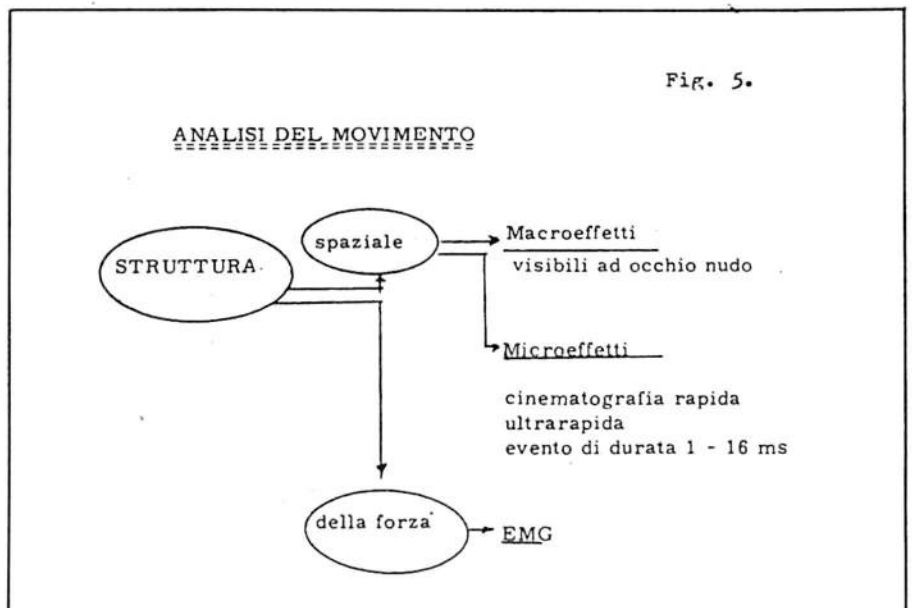 Fig. 5.
ANALISI DEL MOVIMENTO
STRUTTURA
spaziale
Macroeffetti
visibili ad occhio nudo
Microeffetti
cinematografia rapida
ultrarapida
evento di durata 1 - 16 ms
della forza
EMG